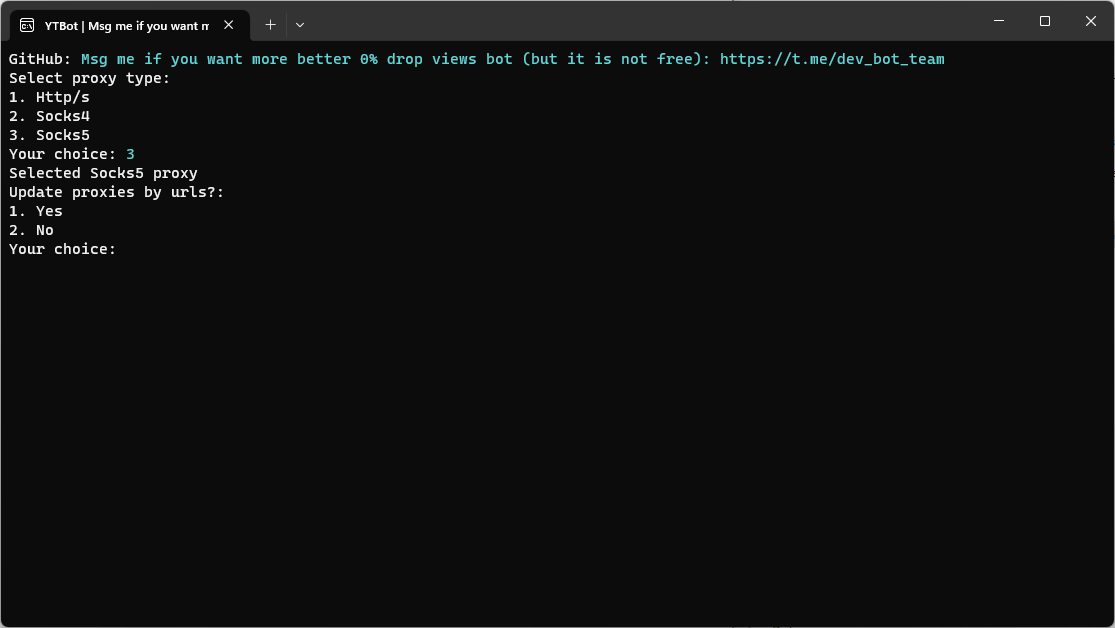 YTBot | Msg me if you want m
GitHub: Msg me if you want more better 0% drop views bot (but it is not free): https://t.me/dev_bot_team
Select proxy type:
1. Http/s
2. Socks4
3. Socks5
Your choice: 3
Selected Socks5 proxy
Update proxies by urls?:
1. Yes
2. No
Your choice: